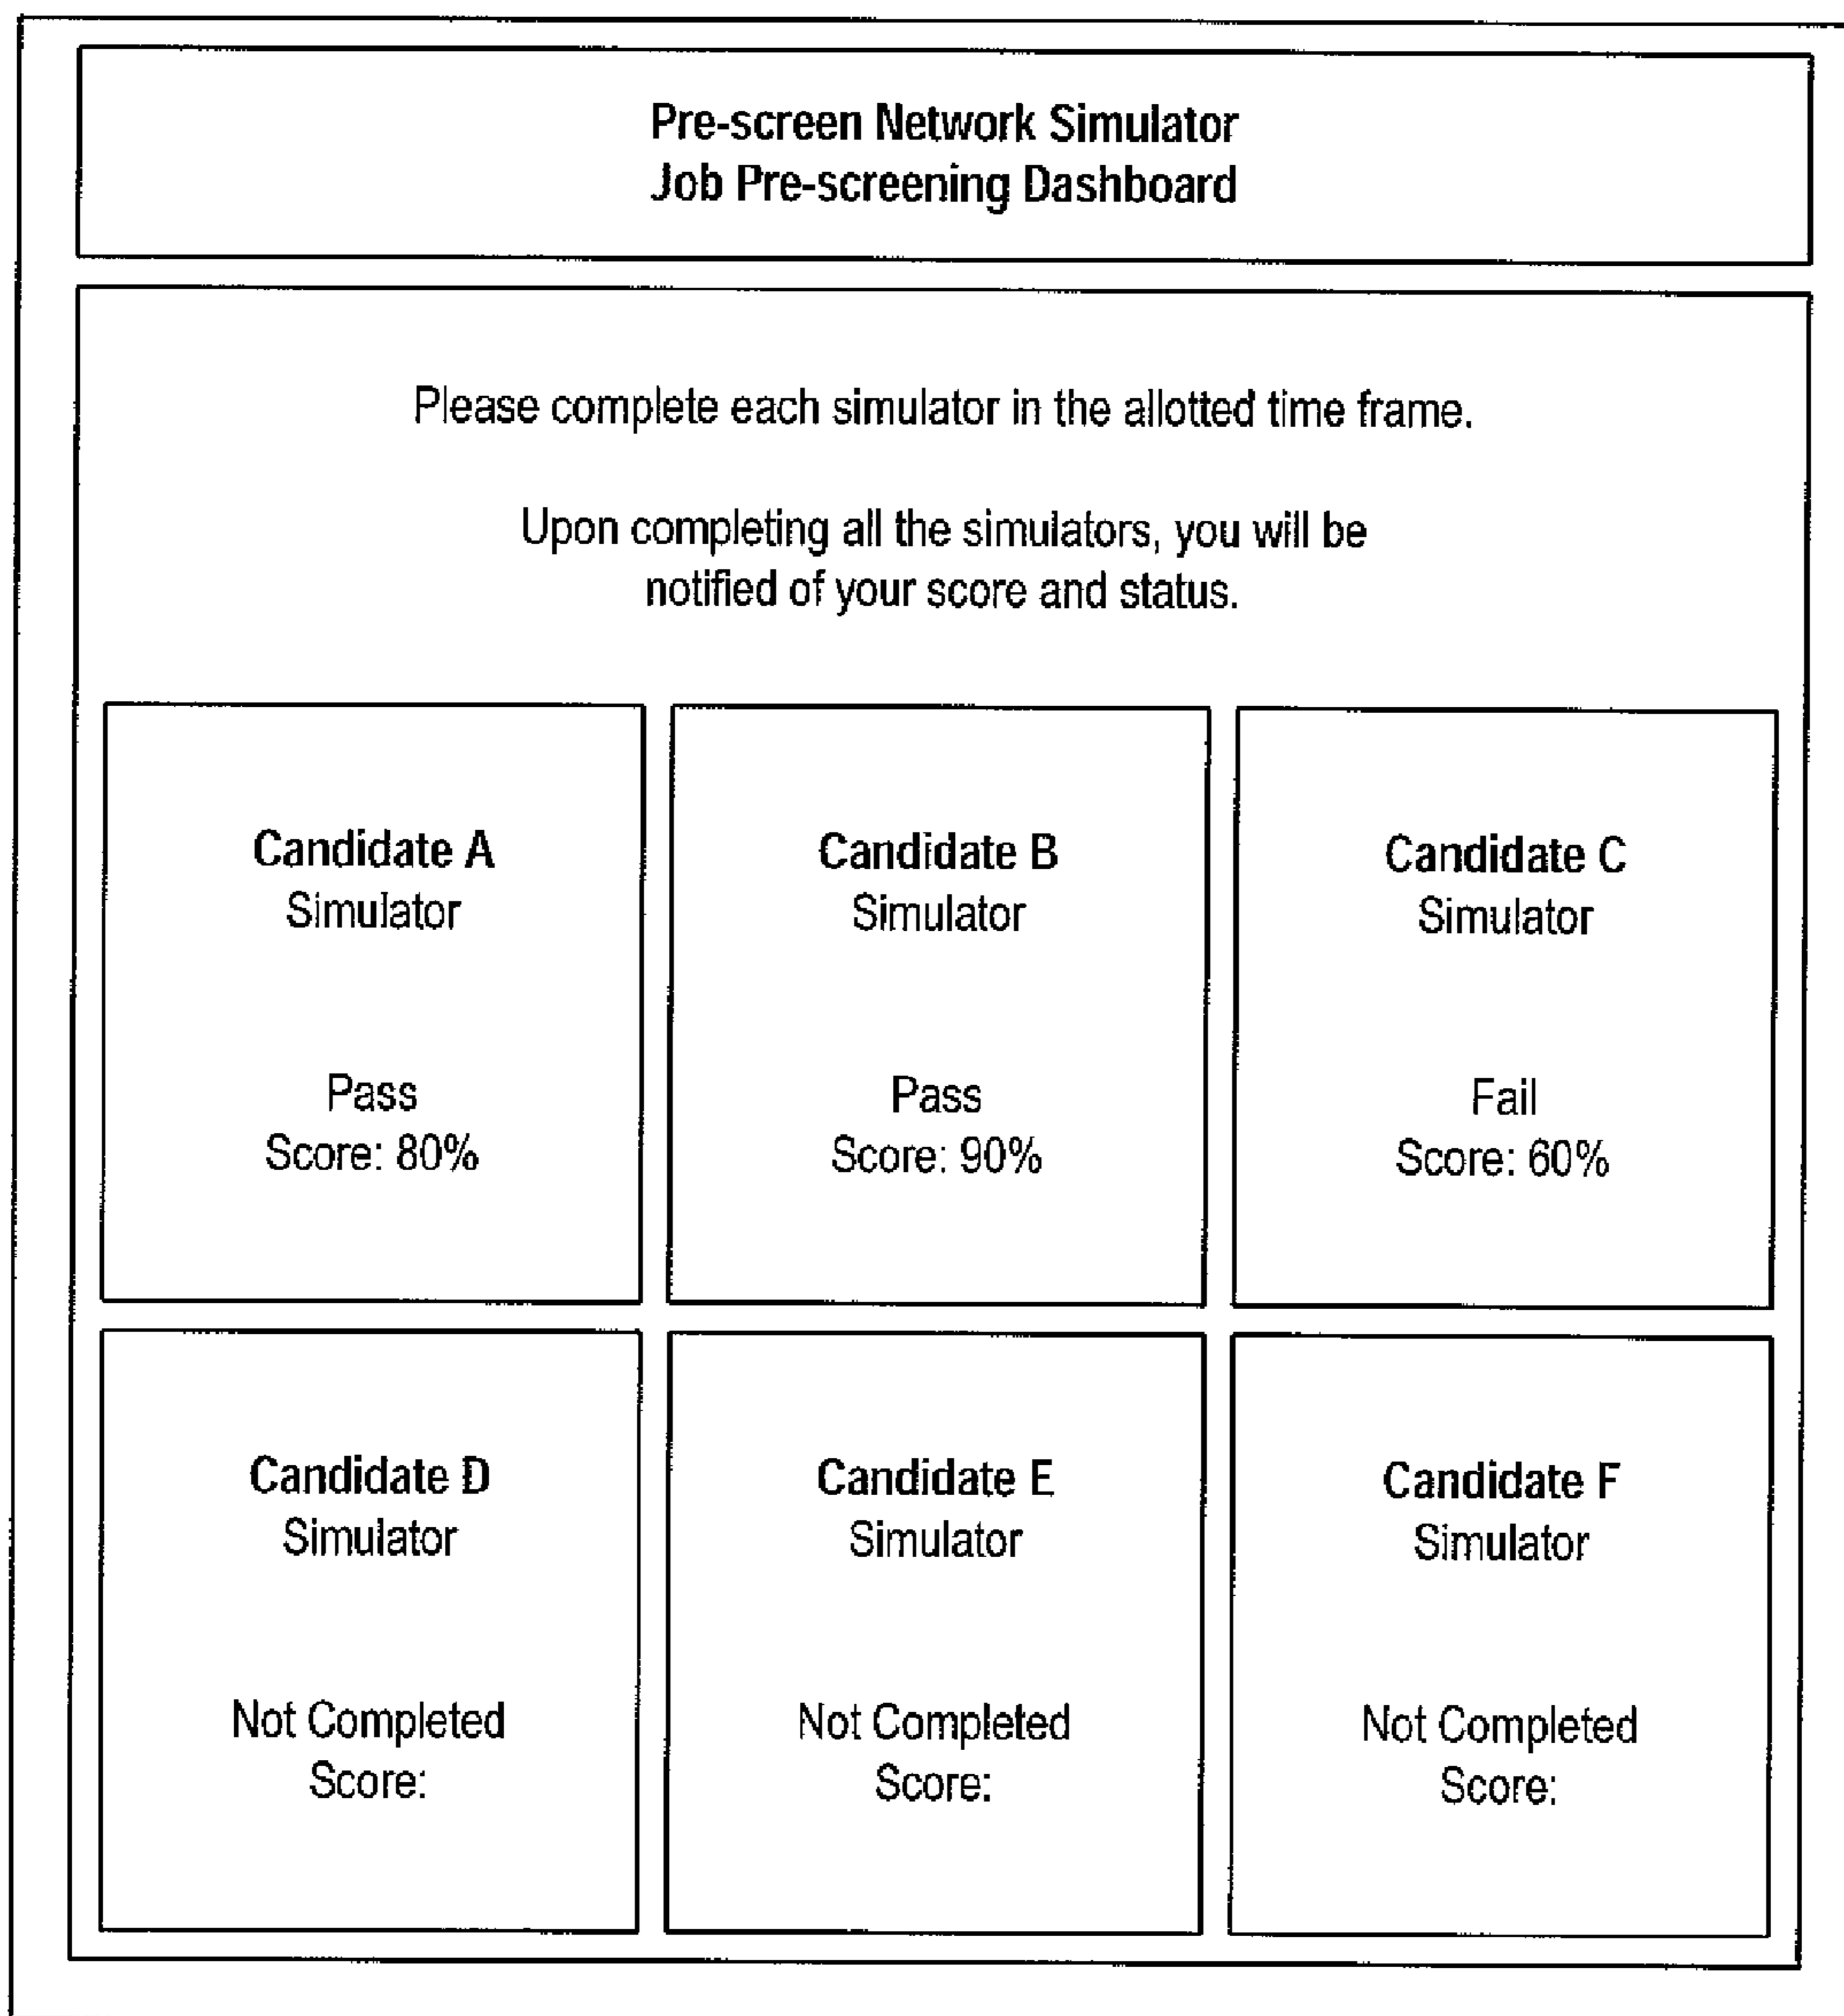 Pre-screen Network Simulator
Job Pre-screening Dashboard
Please complete each simulator in the allotted time frame.
Upon completing all the simulators, you will be
notified of your score and status.
Candidate A
Simulator
Pass
Score: 80%
Candidate B
Simulator
Pass
Score: 90%
Candidate C
Simulator
Fail
Score: 60%
Candidate D
Simulator
Not Completed
Score:
Candidate E
Simulator
Not Completed
Score:
Candidate F
Simulator
Not Completed
Score: